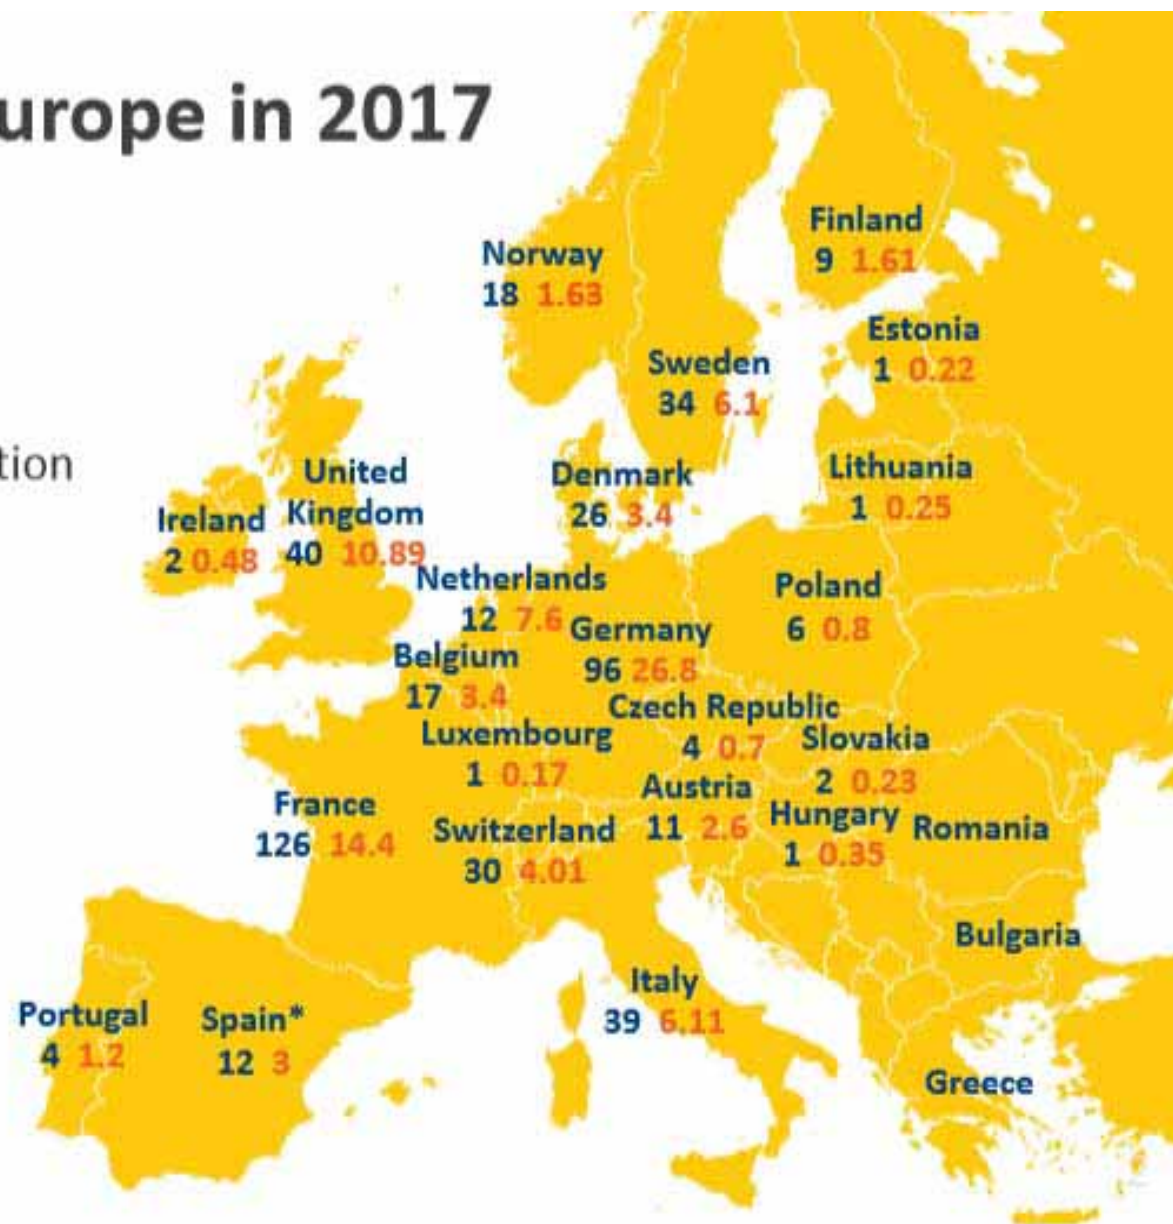 urope in 2017
Finland
9 1.61
Norway
18 1.63
Estonia
1 0.22
Sweden
34 6.1
tion
United
Kingdom
40 10.89
Ireland
2 0.48
Denmark
26 3.4
Lithuania
1 0.25
Netherlands
12 7.6
Poland
6 0.8
Germany
96 26.8
Belgium
17 3.4
Czech Republic
4 0.7
Luxembourg
1 0.17
Slovakia
2 0.23
Austria
11 2.6
France
126 14.4
Switzerland
30 4.01
Hungary
1 0.35
Romania
Bulgaria
Italy
39 6.11
Portugal
4 1.2
Spain*
12 3
Greece